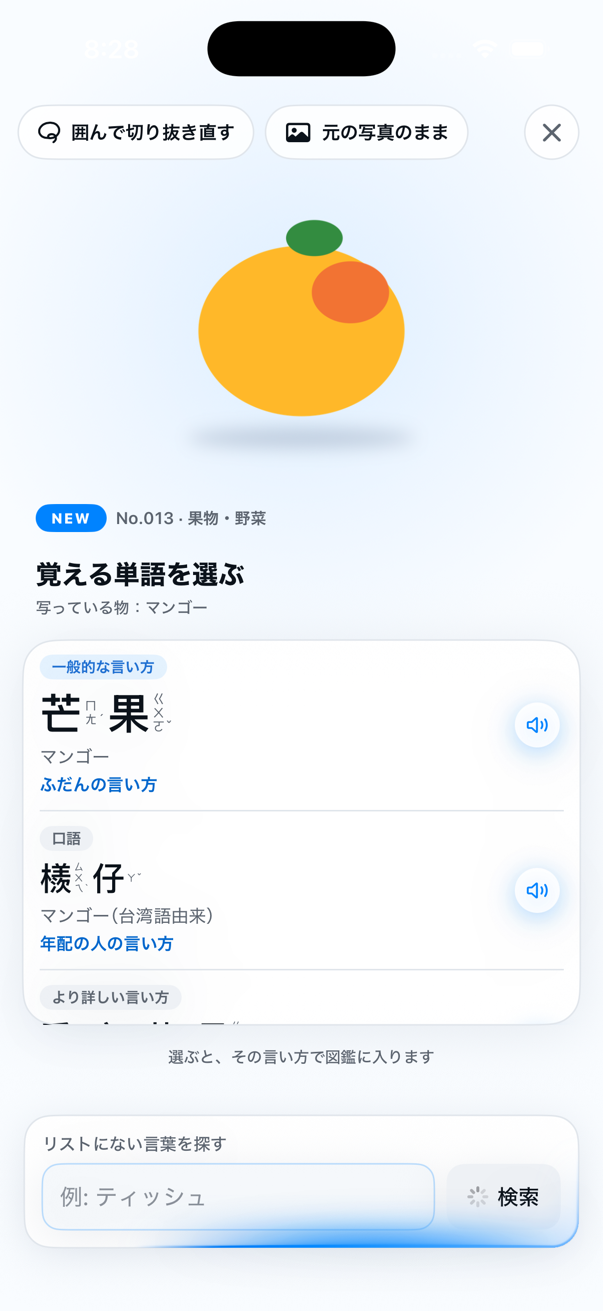 8:28
囲んで切り抜き直す
元の写真のまま
NEW No.013 · 果物・野菜
覚える単語を選ぶ
写っている物：マンゴー
一般的な言い方
芒ㄇㄤˊ果ㄍㄨㄛˇ
マンゴー
ふだんの言い方
口語
檨ㄙㄨㄟ仔ㄚˇ
マンゴー（台湾語由来）
年配の人の言い方
より詳しい言い方
選ぶと、その言い方で図鑑に入ります
リストにない言葉を探す
例: ティッシュ
検索